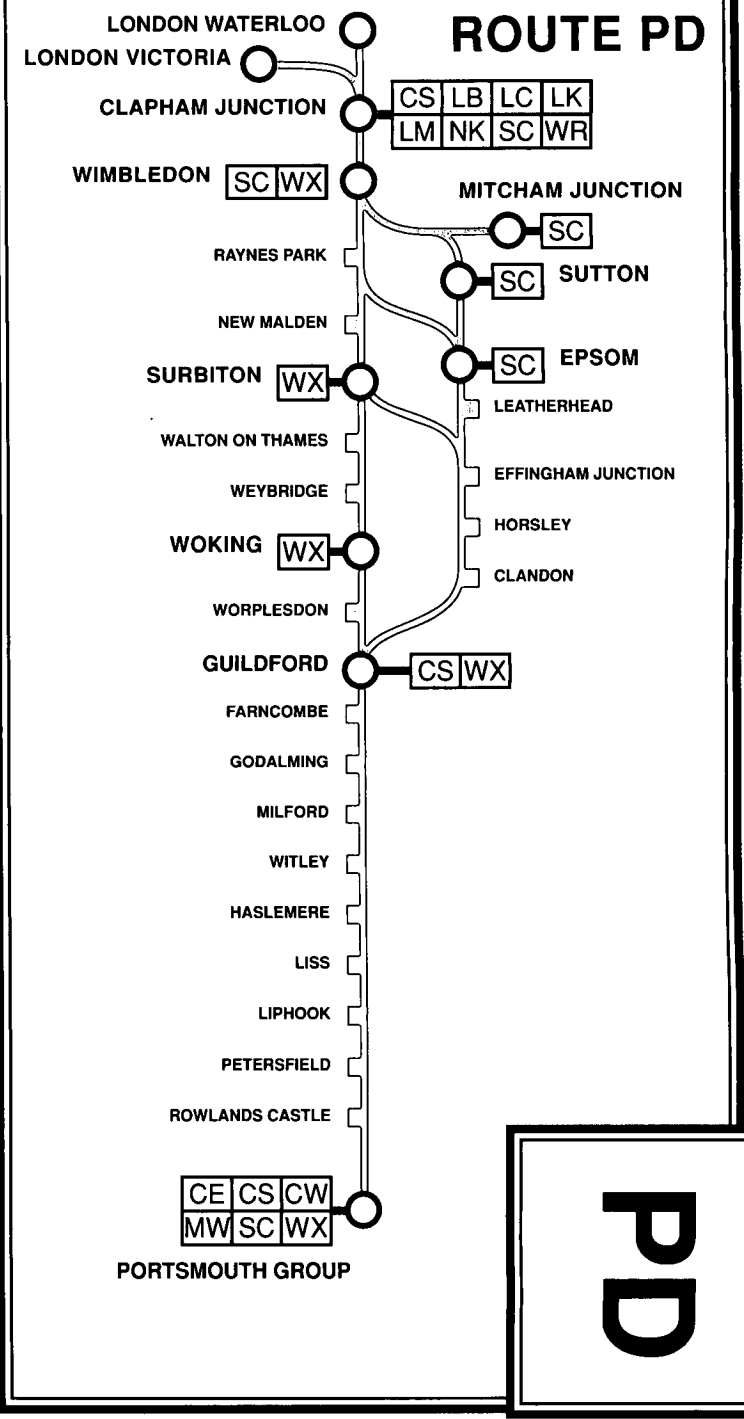 LONDON WATERLOO
ROUTE PD
LONDON VICTORIA
CLAPHAM JUNCTION
CS LB LC LK
LM NK SC WR
WIMBLEDON
SC WX
MITCHAM JUNCTION
SC
RAYNES PARK
SC
SUTTON
NEW MALDEN
SC
EPSOM
SURBITON
WX
LEATHERHEAD
WALTON ON THAMES
EFFINGHAM JUNCTION
WEYBRIDGE
HORSLEY
WOKING
WX
CLANDON
WORPLESDON
GUILDFORD
CS WX
FARNCOMBE
GODALMING
MILFORD
WITLEY
HASLEMERE
LISS
LIPHOOK
PETERSFIELD
ROWLANDS CASTLE
CE CS CW
MW SC WX
PORTSMOUTH GROUP
PD